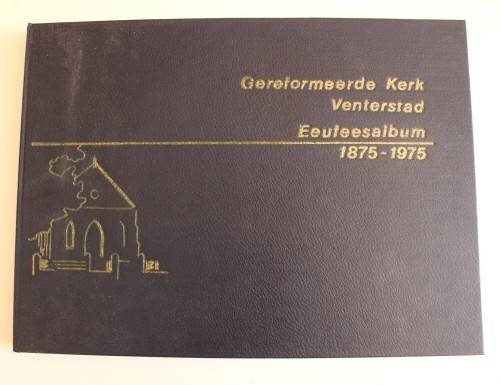 Gereformeerde Kerk
Venterstad
Eeufeesalbum
1875-1975